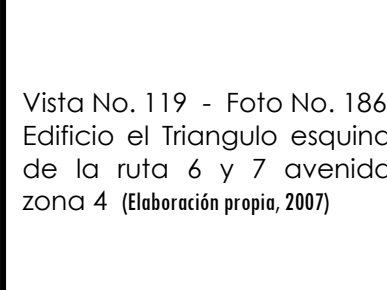 Vista No. 119 - Foto No. 186
Edificio el Triangulo esquina
de la ruta 6 y 7 avenida
zona 4 (Elaboración propia, 2007)